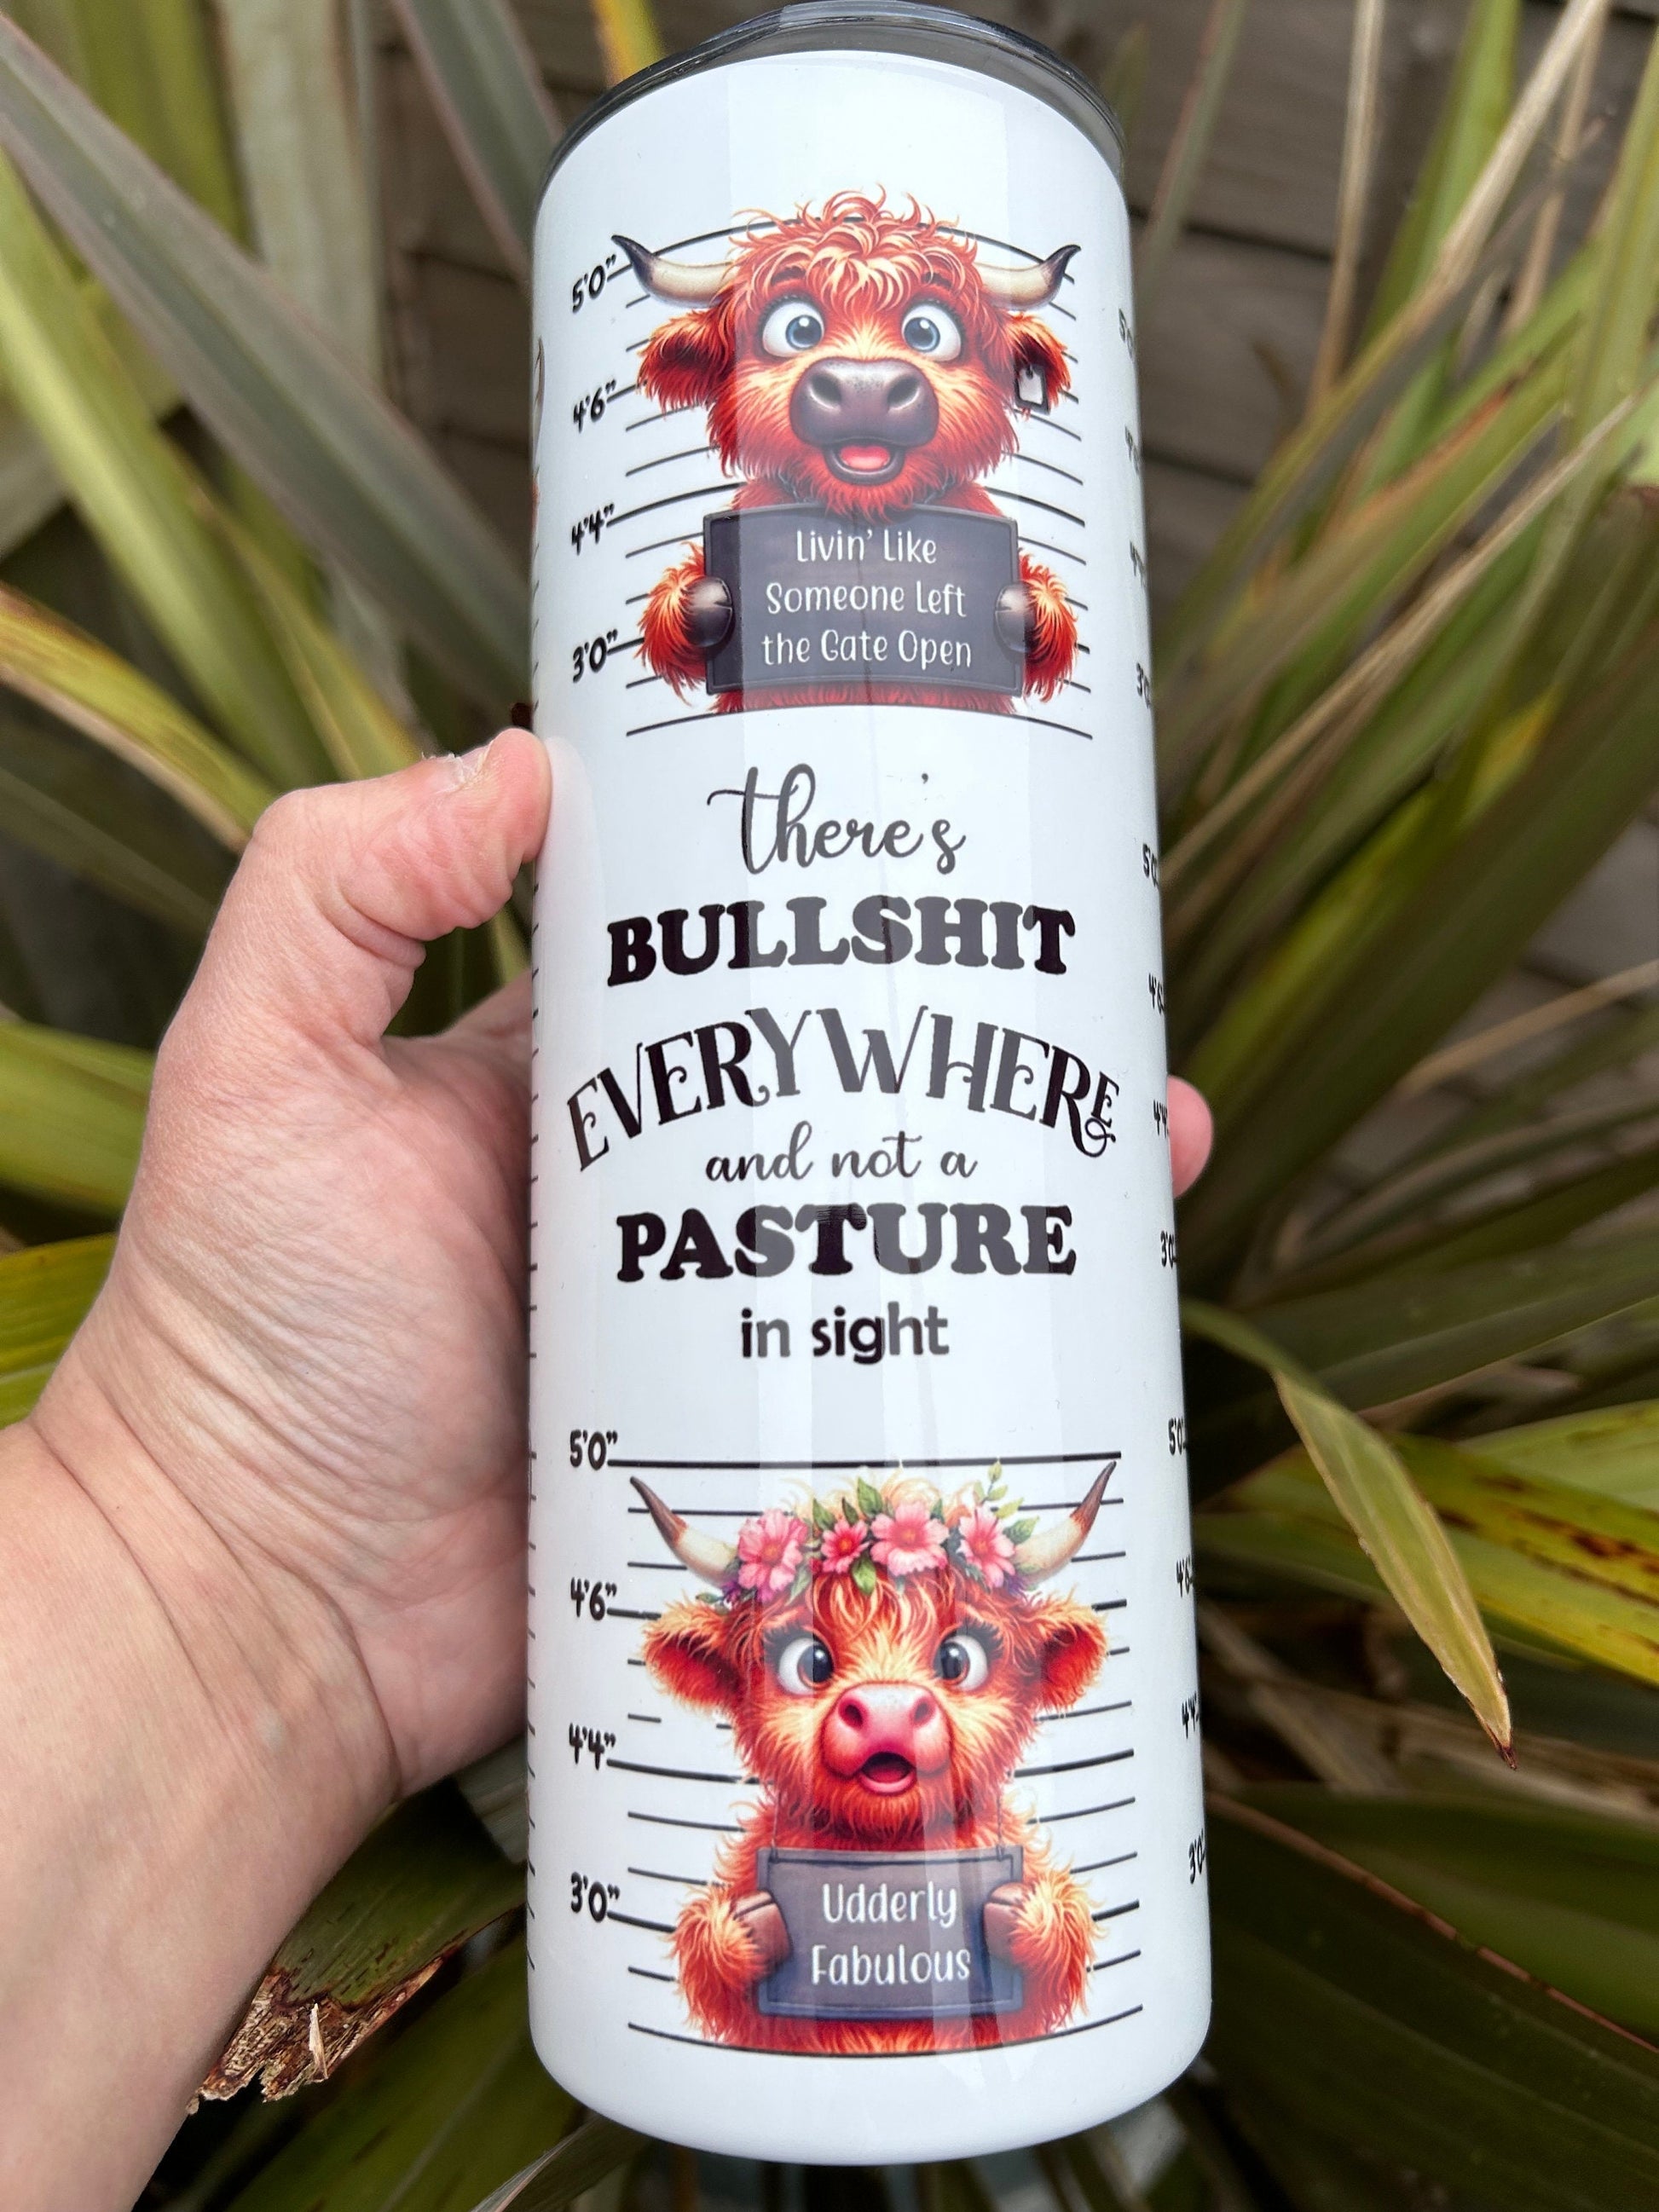 5'0"
4'6"
4'4"
3'0"
Livin' Like
Someone Left
the Gate Open
there's
BULLSHIT
EVERYWHERE
and not a
PASTURE
in sight
5'0"
4'6"
4'4"
3'0"
Udderly
Fabulous